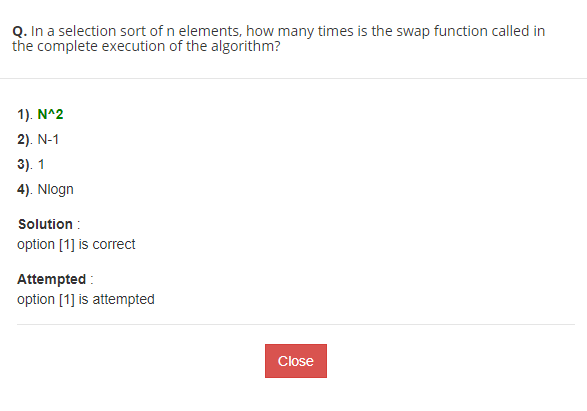 Q. In a selection sort of n elements, how many times is the swap function called in
the complete execution of the algorithm?
1). N^2
2). N-1
3). 1
4). Nlogn
Solution :
option [1] is correct
Attempted :
option [1] is attempted
Close